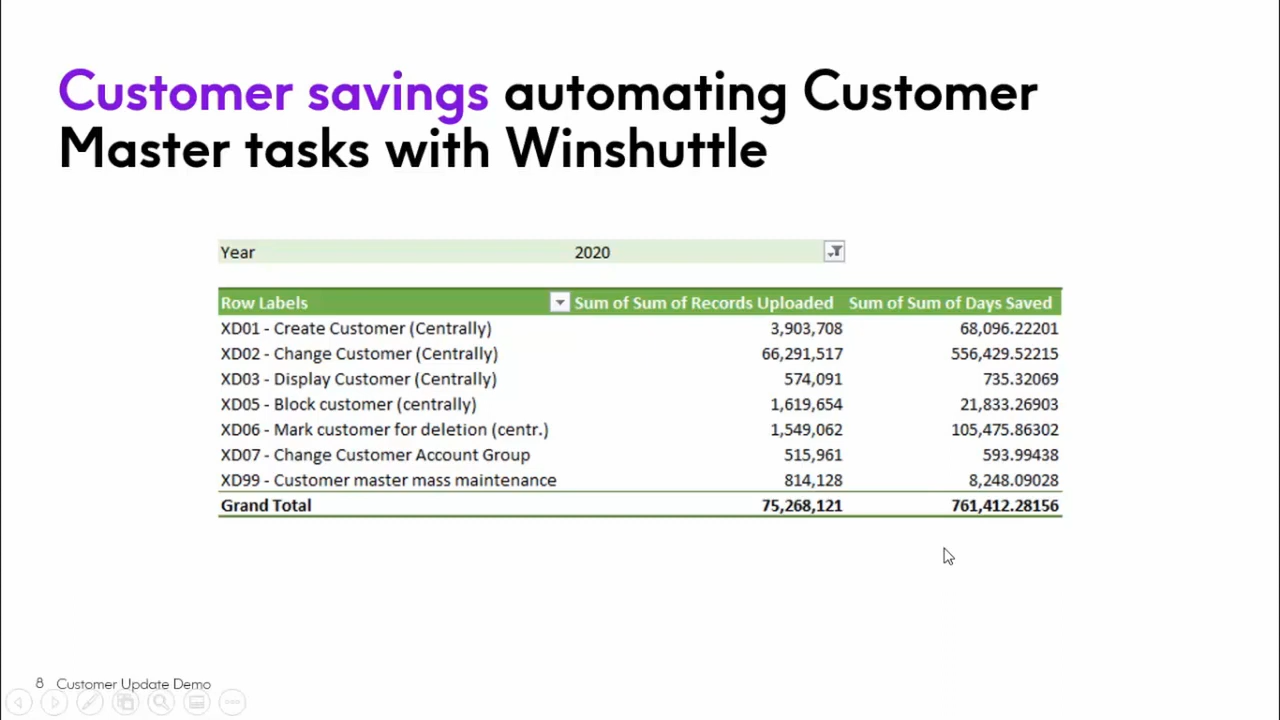 Customer savings automating Customer
Master tasks with Winshuttle
Year 2020
Row Labels Sum of Sum of Records Uploaded Sum of Sum of Days Saved
XD01 - Create Customer (Centrally) 3,903,708 68,096.22201
XD02 - Change Customer (Centrally) 66,291,517 556,429.52215
XD03 - Display Customer (Centrally) 574,091 735.32069
XD05 - Block customer (centrally) 1,619,654 21,833.26903
XD06 - Mark customer for deletion (centr.) 1,549,062 105,475.86302
XD07 - Change Customer Account Group 515,961 593.99438
XD99 - Customer master mass maintenance 814,128 8,248.09028
Grand Total 75,268,121 761,412.28156
8 Customer Update Demo